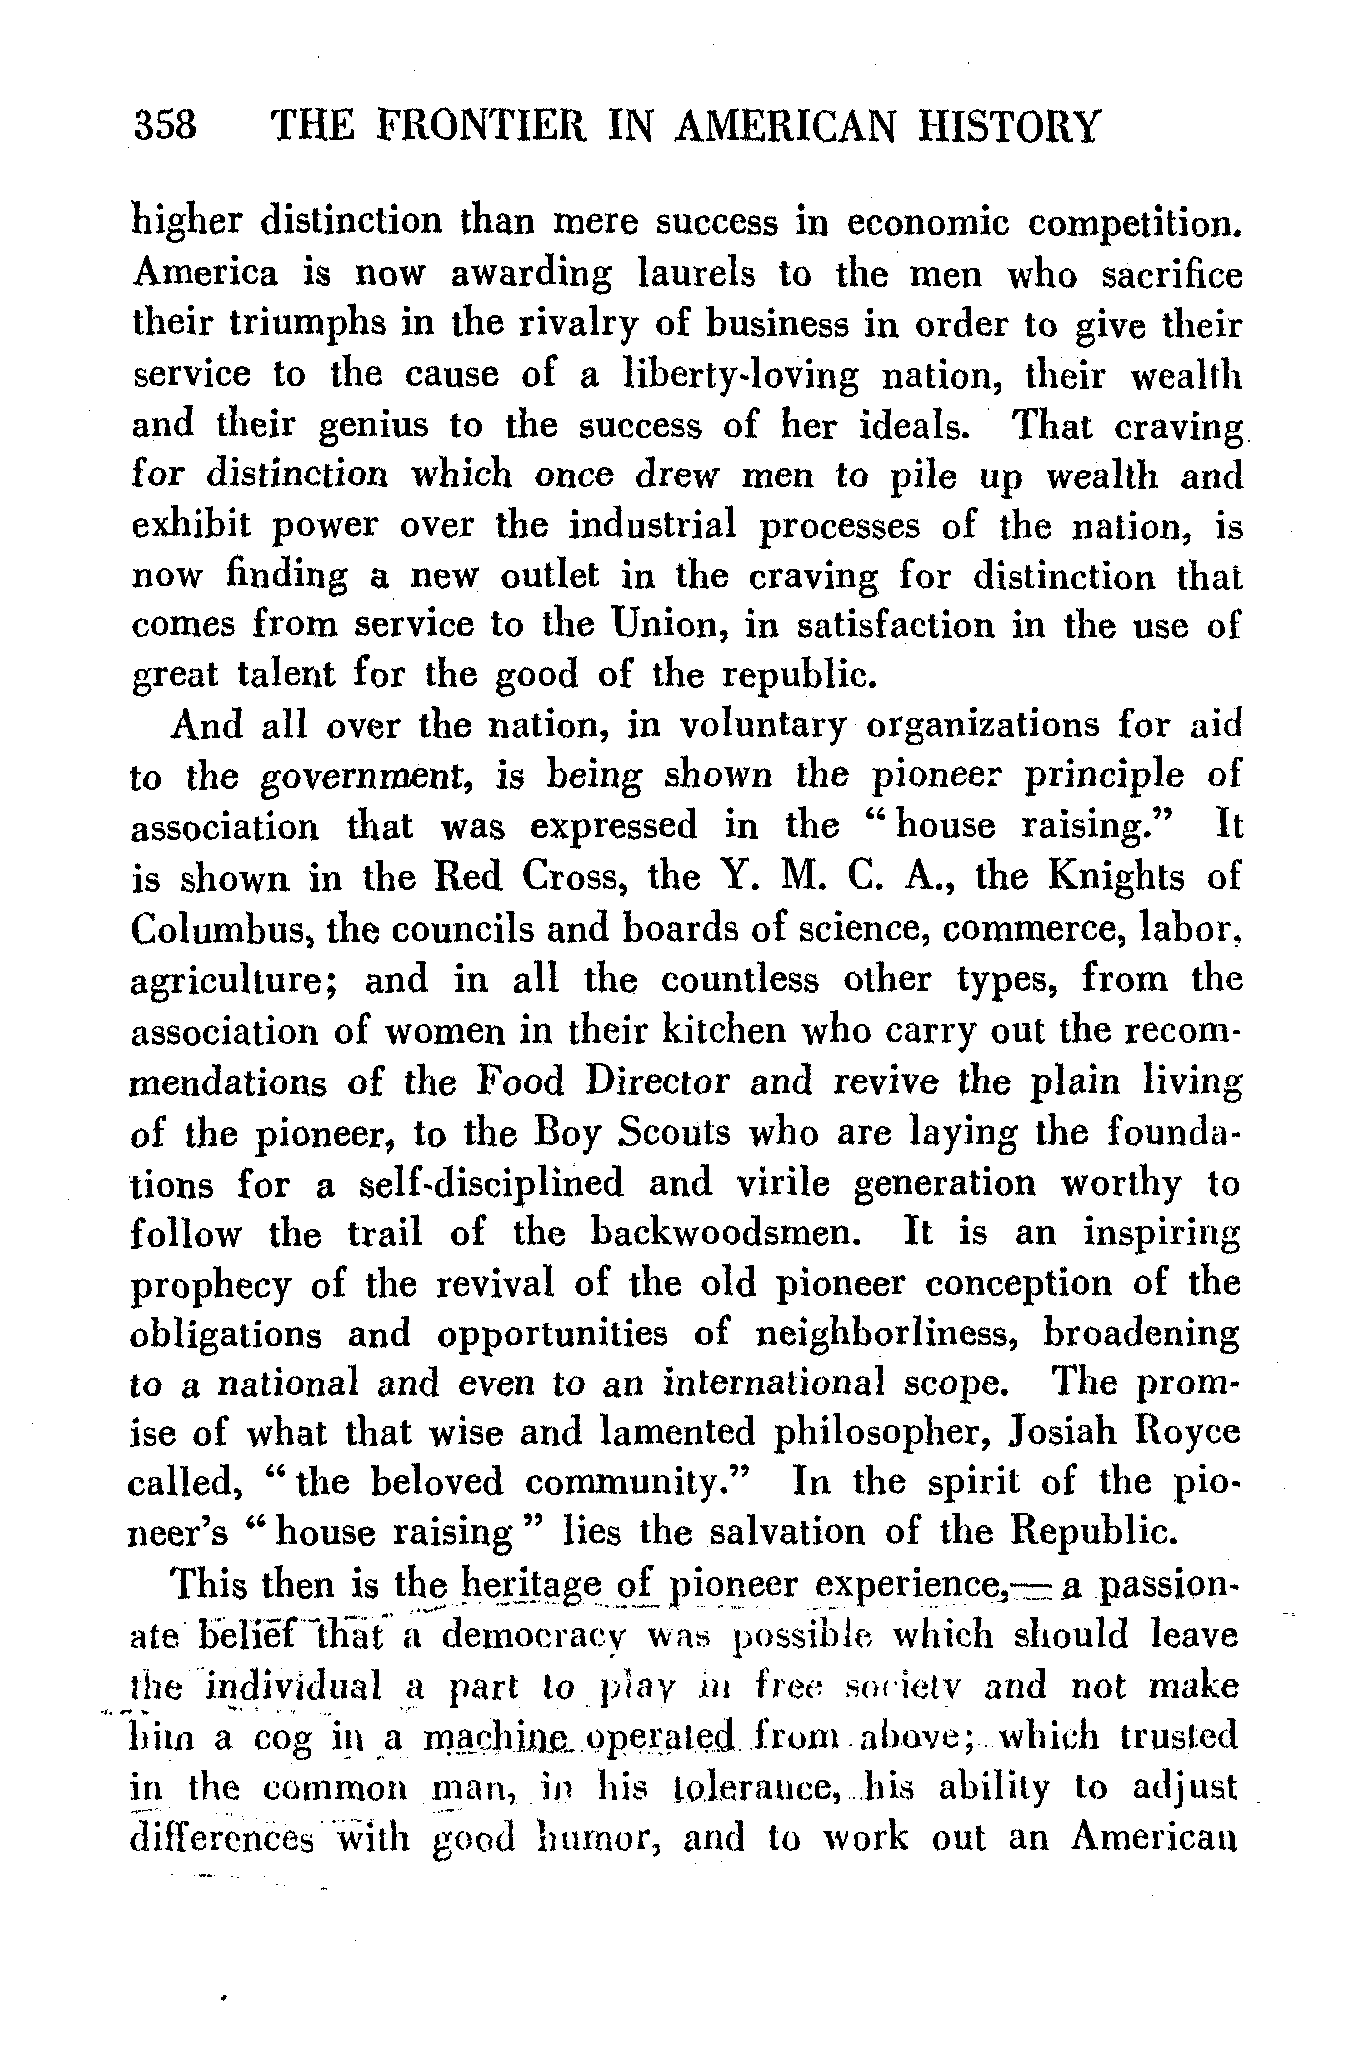 358 THE FRONTIER IN AMERICAN HISTORY
higher distinction than mere success in economic competition.
America is now awarding laurels to the men who sacrifice
their triumphs in the rivalry of business in order to give their
service to the cause of a liberty-loving nation, their wealth
and their genius to the success of her ideals. That craving
for distinction which once drew men to pile up wealth and
exhibit power over the industrial processes of the nation, is
now finding a new outlet in the craving for distinction that
comes from service to the Union, in satisfaction in the use of
great talent for the good of the republic.
And all over the nation, in voluntary organizations for aid
to the government, is being shown the pioneer principle of
association that was expressed in the “ house raising.” It
is shown in the Red Cross, the Y. M. C. A., the Knights of
Columbus, the councils and boards of science, commerce, labor,
agriculture; and in all the countless other types, from the
association of women in their kitchen who carry out the recom-
mendations of the Food Director and revive the plain living
of the pioneer, to the Boy Scouts who are laying the founda-
tions for a self-disciplined and virile generation worthy to
follow the trail of the backwoodsmen. It is an inspiring
prophecy of the revival of the old pioneer conception of the
obligations and opportunities of neighborliness, broadening
to a national and even to an international scope. The prom-
ise of what that wise and lamented philosopher, Josiah Royce
called, “ the beloved community.” In the spirit of the pio-
neer's “ house raising ” lies the salvation of the Republic.
This then is the heritage of pioneer experience,— a passion-
ate belief that a democracy was possible which should leave
the individual a part to play in free society and not make
him a cog in a machine operated from above; which trusted
in the common man, in his tolerance, his ability to adjust
differences with good humor, and to work out an American